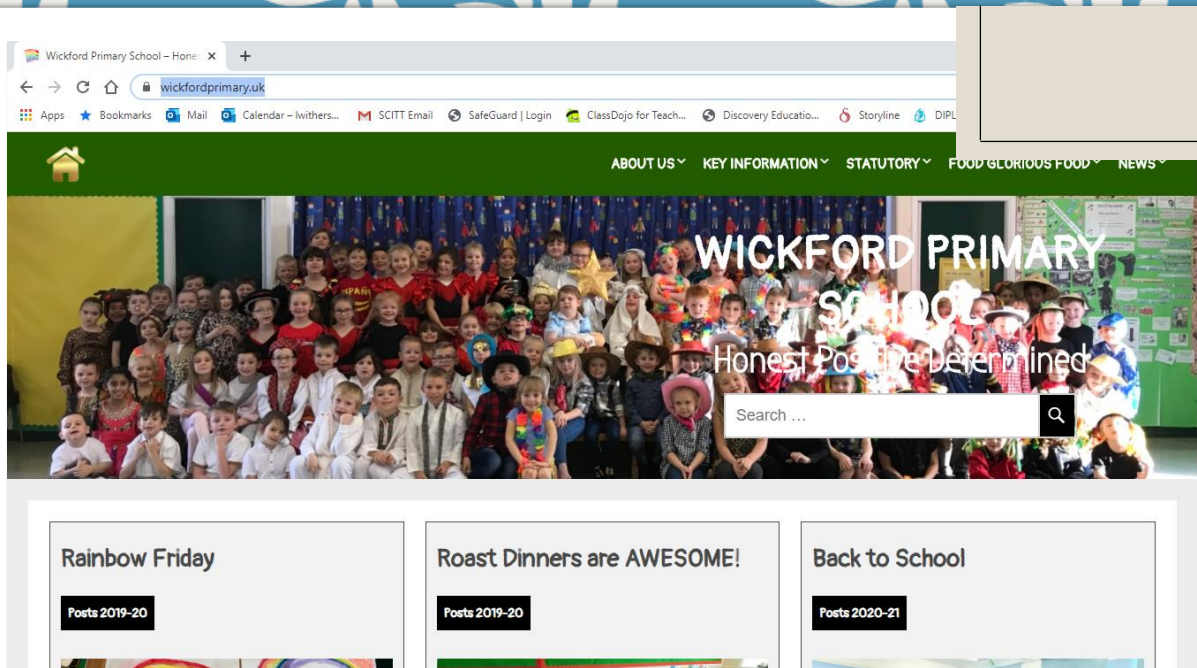 Wickford Primary School – Hone
wickfordprimary.uk
Apps Bookmarks Mail Calendar – lwithers... SCITT Email SafeGuard | Login ClassDojo for Teach... Discovery Educatio... Storyline DIPL
ABOUT US KEY INFORMATION STATUTORY FOOD GLORIOUS FOOD NEWS
WICKFORD PRIMARY
SCHOOL
Honest Positive Determined
Search ...
ESPAÑ
Rainbow Friday Roast Dinners are AWESOME! Back to School
Posts 2019-20 Posts 2019-20 Posts 2020-21